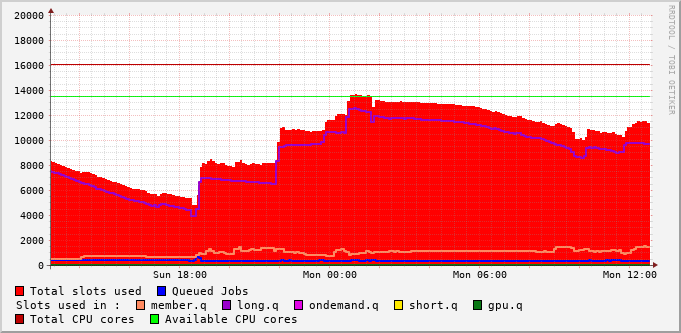 20000
18000
16000
14000
12000
10000
8000
6000
4000
2000
0
Sun 18:00 Mon 00:00 Mon 06:00 Mon 12:00
RRDTOOL / TOBI OETIKER
Total slots used Queued Jobs
Slots used in : member.q long.q ondemand.q short.q gpu.q
Total CPU cores Available CPU cores